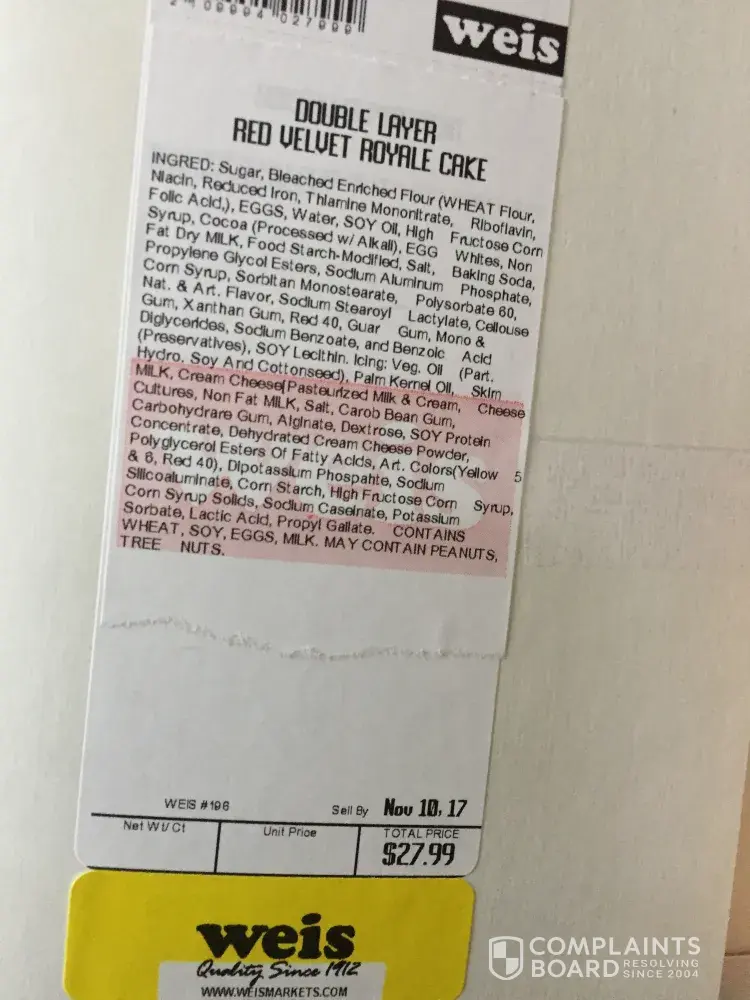 2 09994 027999
weis
DOUBLE LAYER
RED VELVET ROYALE CAKE
INGRED: Sugar, Bleached Enriched Flour (WHEAT Flour,
Niacin, Reduced Iron, Thiamine Mononitrate, Riboflavin,
Folic Acid,), EGGS, Water, SOY Oil, High Fructose Corn
Syrup, Cocoa (Processed w/ Alkali), EGG Whites, Non
Fat Dry MILK, Food Starch-Modified, Salt, Baking Soda,
Propylene Glycol Esters, Sodium Aluminum Phosphate,
Corn Syrup, Sorbitan Monostearate, Polysorbate 60,
Nat. & Art. Flavor, Sodium Stearoyl Lactylate, Cellouse
Gum, Xanthan Gum, Red 40, Guar Gum, Mono &
Diglycerides, Sodium Benzoate, and Benzoic Acid
(Preservatives), SOY Lecithin. Icing: Veg. Oil (Part.
Hydro. Soy And Cottonseed), Palm Kernel Oil, Skim
MILK, Cream Cheese(Pasteurized Milk & Cream, Cheese
Cultures, Non Fat MILK, Salt, Carob Bean Gum,
Carbohydrare Gum, Alginate, Dextrose, SOY Protein
Concentrate, Dehydrated Cream Cheese Powder,
Polyglycerol Esters Of Fatty Acids, Art. Colors(Yellow 5
& 6, Red 40), Dipotassium Phospahte, Sodium
Silicoaluminate, Corn Starch, High Fructose Corn Syrup,
Corn Syrup Solids, Sodium Caseinate, Potassium
Sorbate, Lactic Acid, Propyl Gallate. CONTAINS
WHEAT, SOY, EGGS, MILK. MAY CONTAIN PEANUTS,
TREE NUTS.
WEIS #196 Sell By Nov 10, 17
Net Wt/Ct Unit Price TOTAL PRICE
$27.99
weis
Quality Since 1912
WWW.WEISMARKETS.COM
COMPLAINTS
BOARD RESOLVING
SINCE 2004